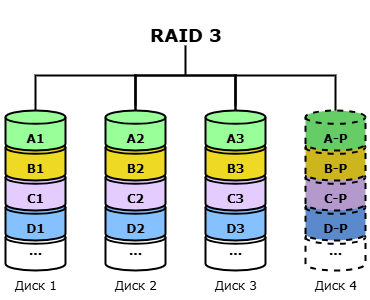 RAID 3
A1 A2 A3 A-P
B1 B2 B3 B-P
C1 C2 C3 C-P
D1 D2 D3 D-P
... ... ... ...
Диск 1 Диск 2 Диск 3 Диск 4